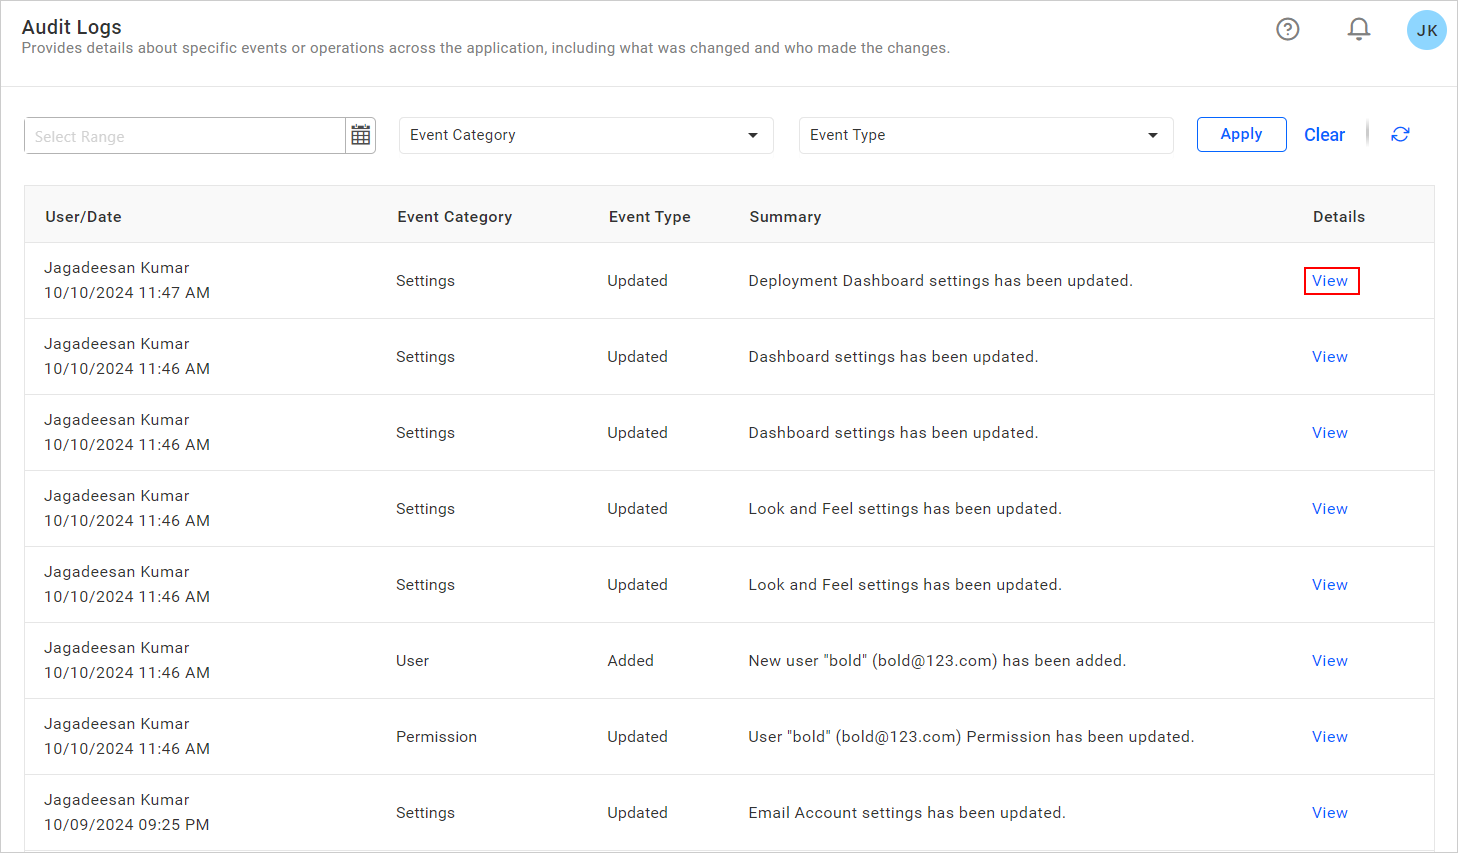 Audit Logs
Provides details about specific events or operations across the application, including what was changed and who made the changes.
JK
Select Range
Event Category
Event Type
Apply
Clear
User/Date Event Category Event Type Summary Details
Jagadeesan Kumar
10/10/2024 11:47 AM
Settings Updated Deployment Dashboard settings has been updated. View
Jagadeesan Kumar
10/10/2024 11:46 AM
Settings Updated Dashboard settings has been updated. View
Jagadeesan Kumar
10/10/2024 11:46 AM
Settings Updated Dashboard settings has been updated. View
Jagadeesan Kumar
10/10/2024 11:46 AM
Settings Updated Look and Feel settings has been updated. View
Jagadeesan Kumar
10/10/2024 11:46 AM
Settings Updated Look and Feel settings has been updated. View
Jagadeesan Kumar
10/10/2024 11:46 AM
User Added New user "bold" (bold@123.com) has been added. View
Jagadeesan Kumar
10/10/2024 11:46 AM
Permission Updated User "bold" (bold@123.com) Permission has been updated. View
Jagadeesan Kumar
10/09/2024 09:25 PM
Settings Updated Email Account settings has been updated. View